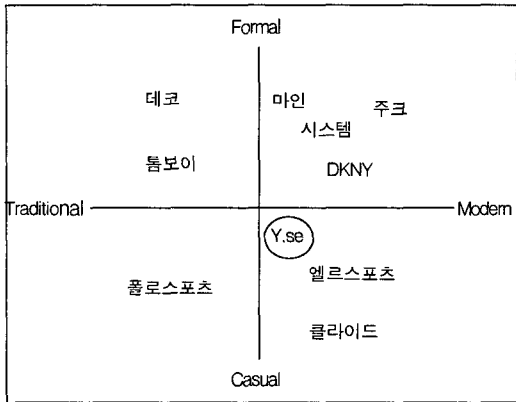 Formal
데코
마인
주크
시스템
톰보이
DKNY
Traditional
Modern
Y.se
엘르스포츠
폴로스포츠
클라이드
Casual